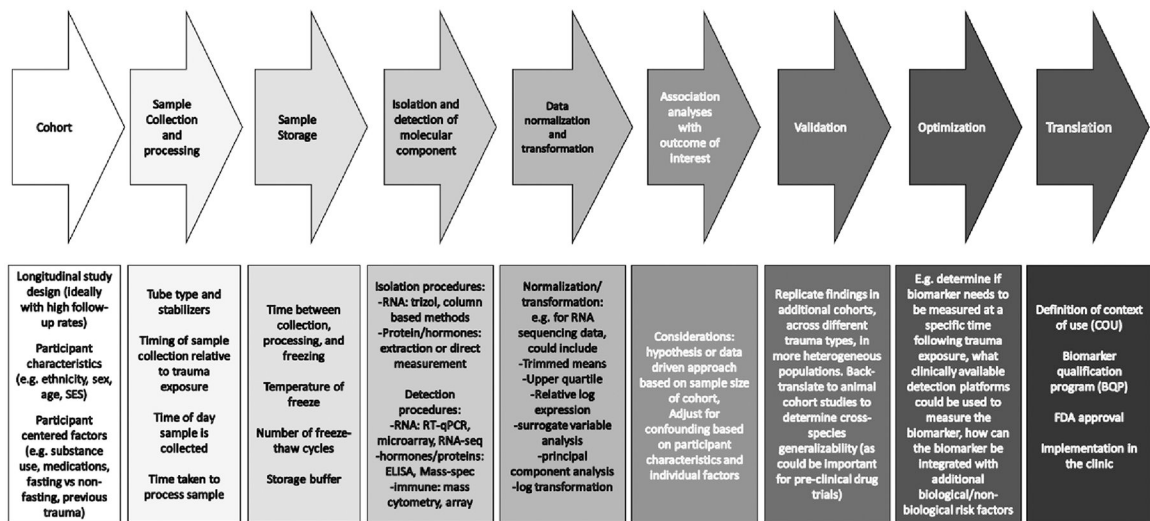 Cohort
Sample
Collection
and
processing
Sample
Storage
Isolation and
detection of
molecular
component
Data
normalization
and
transformation
Association
analyses
with
outcome of
interest
Validation
Optimization
Translation
Longitudinal study
design (ideally
with high follow-
up rates)
Participant
characteristics
(e.g. ethnicity, sex,
age, SES)
Participant
centered factors
(e.g. substance
use, medications,
fasting vs non-
fasting, previous
trauma)
Tube type and
stabilizers
Timing of sample
collection relative
to trauma
exposure
Time of day
sample is
collected
Time taken to
process sample
Time between
collection,
processing, and
freezing
Temperature of
freeze
Number of freeze-
thaw cycles
Storage buffer
Isolation procedures:
-RNA: trizol, column
based methods
-Protein/hormones:
extraction or direct
measurement
Detection
procedures:
-RNA: RT-qPCR,
microarray, RNA-seq
-hormones/proteins:
ELISA, Mass-spec
-immune: mass
cytometry, array
Normalization/
transformation:
e.g. for RNA
sequencing data,
could include
-Trimmed means
-Upper quartile
-Relative log
expression
-surrogate variable
analysis
-principal
component analysis
-log transformation
Considerations:
hypothesis or data
driven approach
based on sample size
of cohort,
Adjust for
confounding based
on participant
characteristics and
individual factors
Replicate findings in
additional cohorts,
across different
trauma types, in
more heterogeneous
populations. Back-
translate to animal
cohort studies to
determine cross-
species
generalizability (as
could be important
for pre-clinical drug
trials)
E.g. determine if
biomarker needs to
be measured at a
specific time
following trauma
exposure, what
clinically available
detection platforms
could be used to
measure the
biomarker, how can
the biomarker be
integrated with
additional
biological/non-
biological risk factors
Definition of context
of use (COU)
Biomarker
qualification
program (BQP)
FDA approval
Implementation in
the clinic